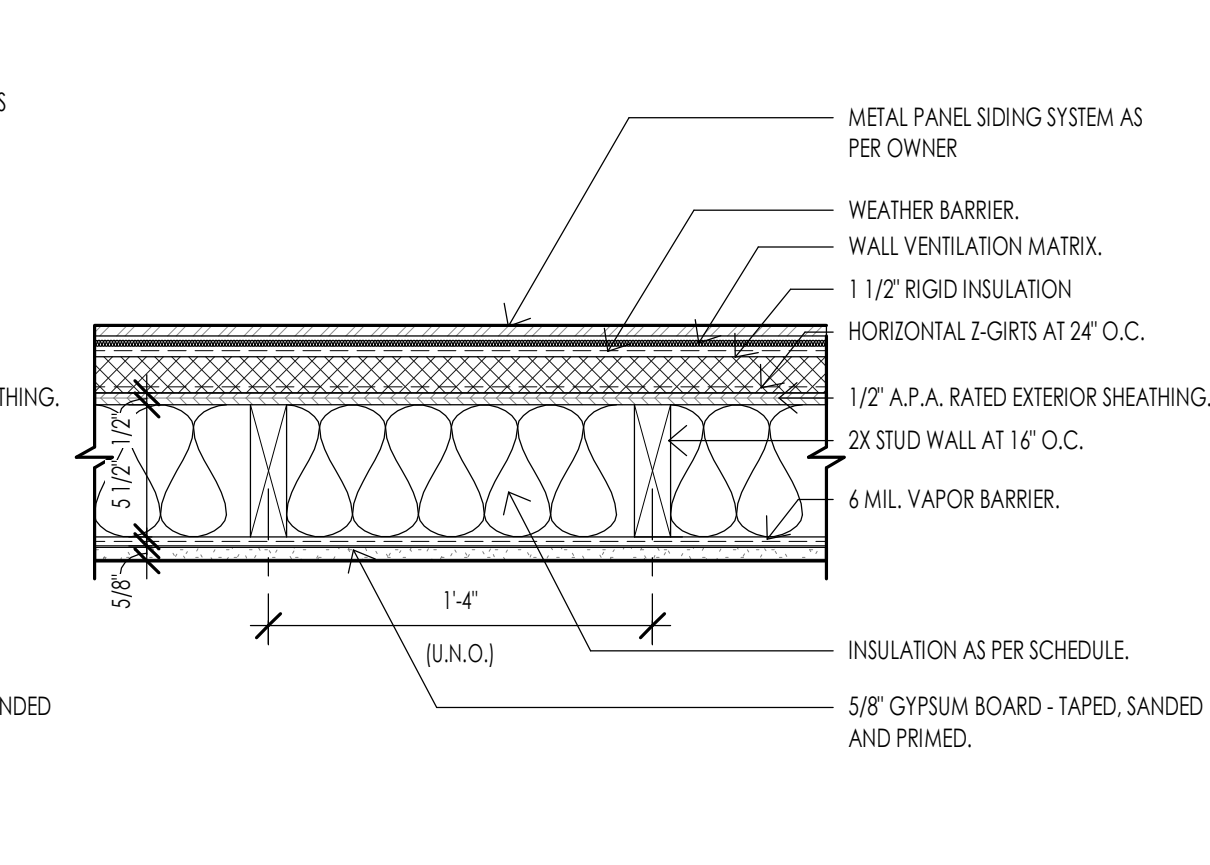 S
METAL PANEL SIDING SYSTEM AS
PER OWNER
WEATHER BARRIER.
WALL VENTILATION MATRIX.
1 1/2" RIGID INSULATION
HORIZONTAL Z-GIRTS AT 24" O.C.
THING.
1/2" A.P.A. RATED EXTERIOR SHEATHING.
2X STUD WALL AT 16" O.C.
6 MIL. VAPOR BARRIER.
1/2"
5 1/2"
5/8"
1'-4"
(U.N.O.)
INSULATION AS PER SCHEDULE.
NDED
5/8" GYPSUM BOARD - TAPED, SANDED
AND PRIMED.